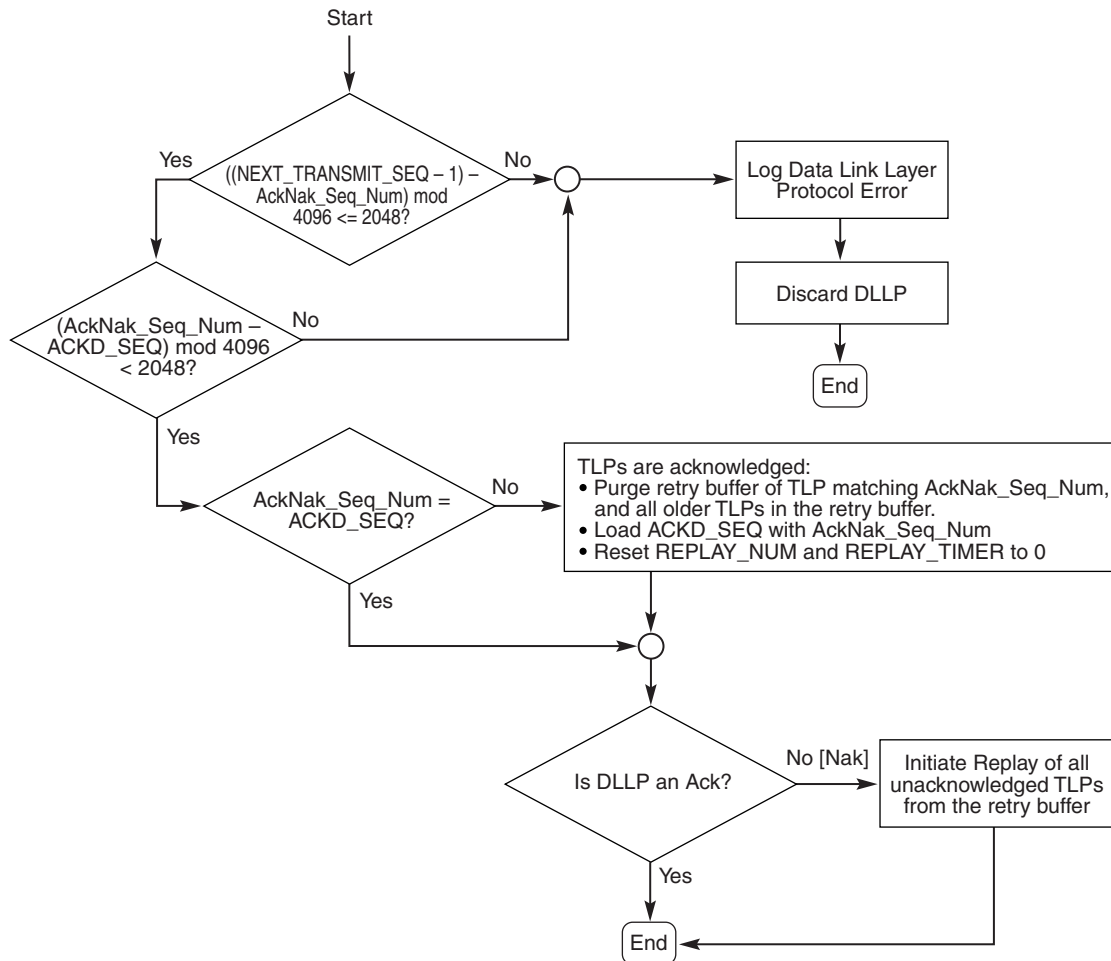 Start
Yes
((NEXT_TRANSMIT_SEQ – 1) –
AckNak_Seq_Num) mod
4096 <= 2048?
No
Log Data Link Layer
Protocol Error
Discard DLLP
End
(AckNak_Seq_Num –
ACKD_SEQ) mod 4096
< 2048?
No
Yes
AckNak_Seq_Num =
ACKD_SEQ?
No
Yes
TLPs are acknowledged:
• Purge retry buffer of TLP matching AckNak_Seq_Num,
and all older TLPs in the retry buffer.
• Load ACKD_SEQ with AckNak_Seq_Num
• Reset REPLAY_NUM and REPLAY_TIMER to 0
Is DLLP an Ack?
No [Nak]
Initiate Replay of all
unacknowledged TLPs
from the retry buffer
Yes
End